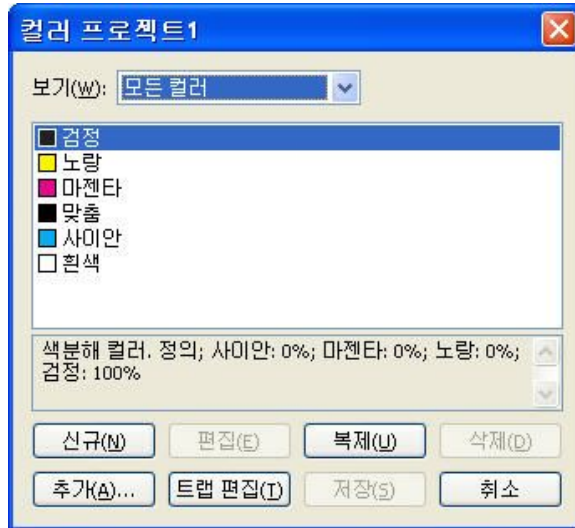 컬러 프로젝트1
보기(W): 모든 컬러
검정
노랑
마젠타
맞춤
사이안
흰색
색분해 컬러. 정의; 사이안: 0%; 마젠타: 0%; 노랑: 0%;
검정: 100%
신규(N) 편집(E) 복제(U) 삭제(D)
추가(A)... 트랩 편집(T) 저장(S) 취소